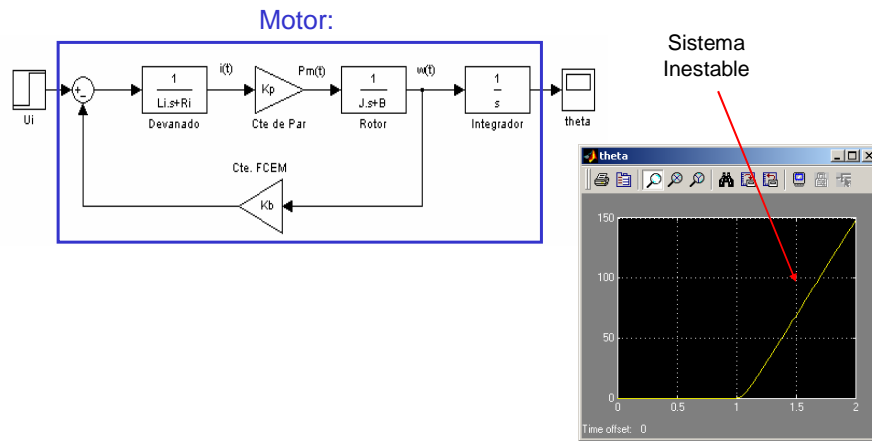 Motor:
Sistema
Inestable
Ui
+
-
1
Li.s+Ri
Devanado
i(t)
Kp
Cte de Par
Pm(t)
1
J.s+B
Rotor
w(t)
1
s
Integrador
theta
Cte. FCEM
Kb
theta
150
100
50
0
0
0.5
1
1.5
2
Time offset: 0